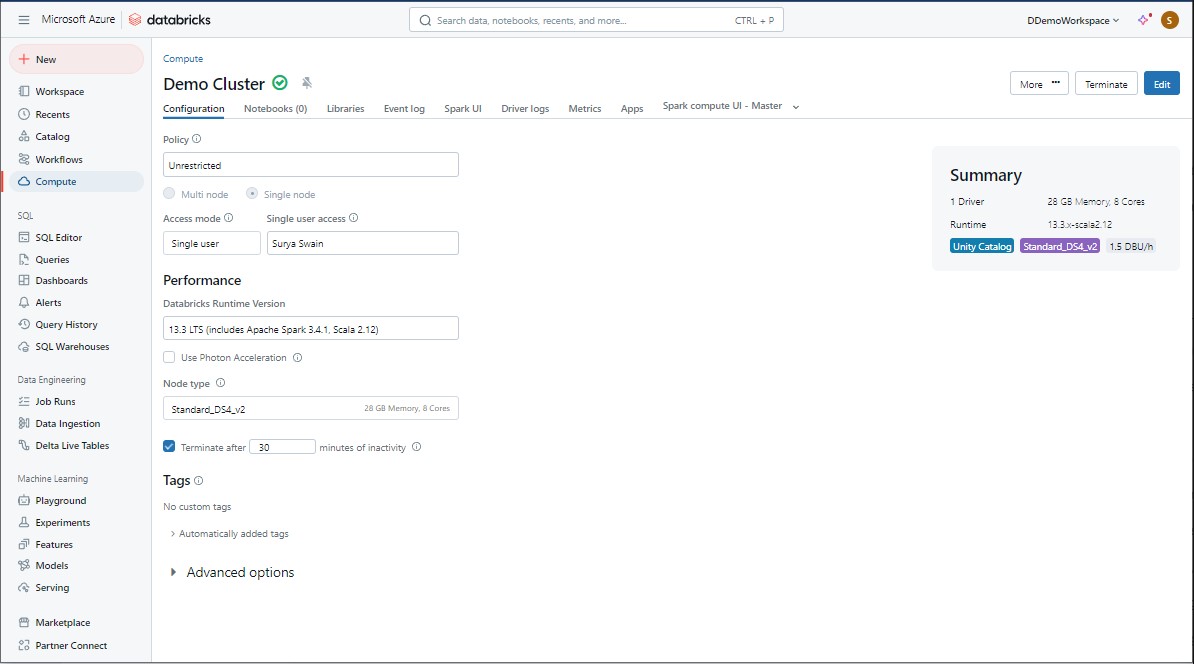 Microsoft Azure databricks Search data, notebooks, recents, and more... CTRL + P DDemoWorkspace S
New
Workspace
Recents
Catalog
Workflows
Compute
SQL
SQL Editor
Queries
Dashboards
Alerts
Query History
SQL Warehouses
Data Engineering
Job Runs
Data Ingestion
Delta Live Tables
Machine Learning
Playground
Experiments
Features
Models
Serving
Marketplace
Partner Connect
Compute
Demo Cluster
More ... Terminate Edit
Configuration Notebooks (0) Libraries Event log Spark UI Driver logs Metrics Apps Spark compute UI - Master
Policy
Unrestricted
Multi node Single node
Access mode Single user access
Single user Surya Swain
Performance
Databricks Runtime Version
13.3 LTS (includes Apache Spark 3.4.1, Scala 2.12)
Use Photon Acceleration
Node type
Standard_DS4_v2 28 GB Memory, 8 Cores
Terminate after 30 minutes of inactivity
Tags
No custom tags
Automatically added tags
Advanced options
Summary
1 Driver 28 GB Memory, 8 Cores
Runtime 13.3.x-scala2.12
Unity Catalog Standard_DS4_v2 1.5 DBU/h